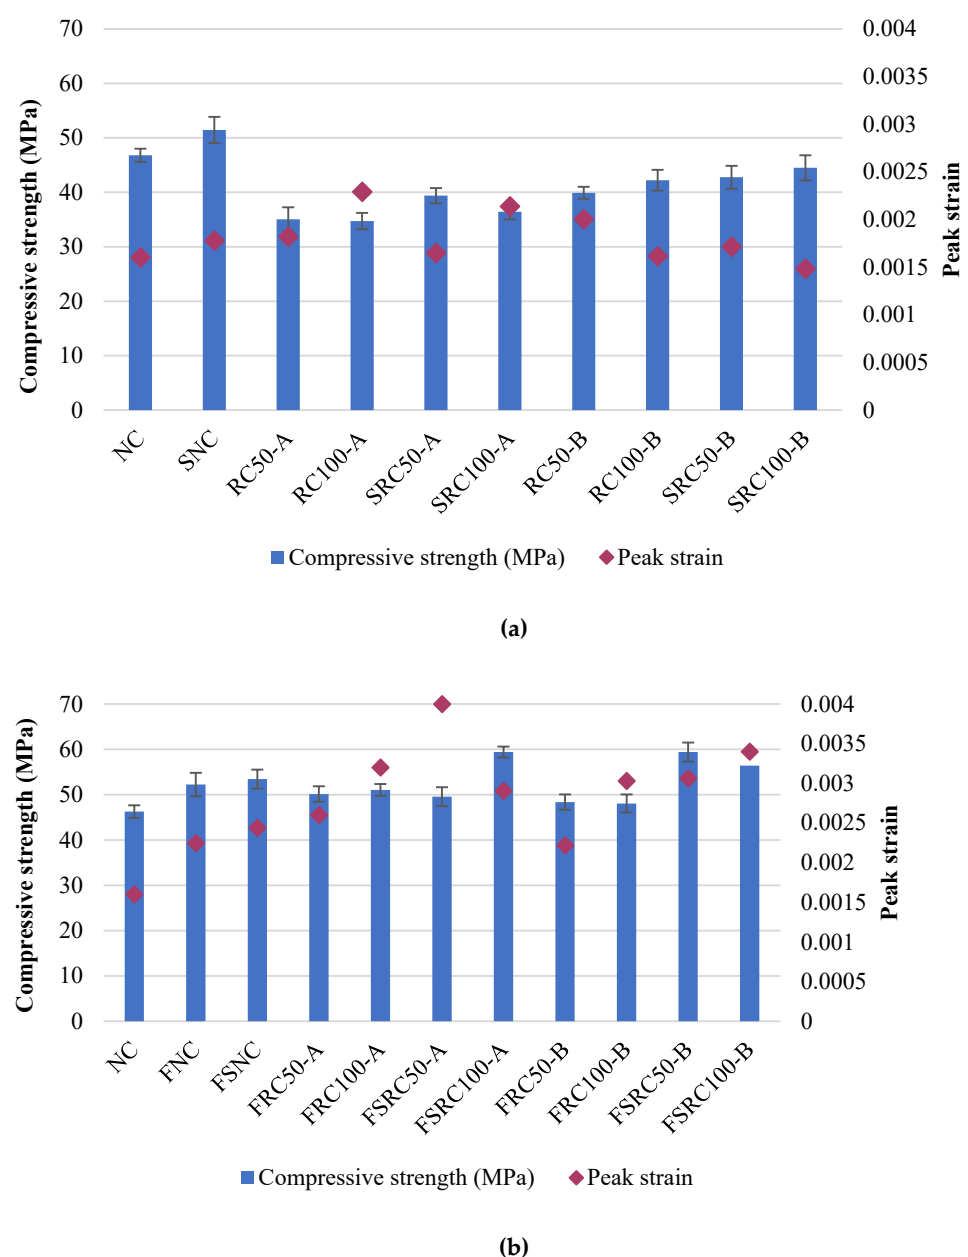 70
60
50
40
30
20
10
0
Compressive strength (MPa)
0.004
0.0035
0.003
0.0025
0.002
0.0015
0.001
0.0005
0
Peak strain
NC
SNC
RC50-A
RC100-A
SRC50-A
SRC100-A
RC50-B
RC100-B
SRC50-B
SRC100-B
Compressive strength (MPa) Peak strain
(a)
70
60
50
40
30
20
10
0
Compressive strength (MPa)
0.004
0.0035
0.003
0.0025
0.002
0.0015
0.001
0.0005
0
Peak strain
NC
FNC
FSNC
FRC50-A
FRC100-A
FSRC50-A
FSRC100-A
FRC50-B
FRC100-B
FSRC50-B
FSRC100-B
Compressive strength (MPa) Peak strain
(b)